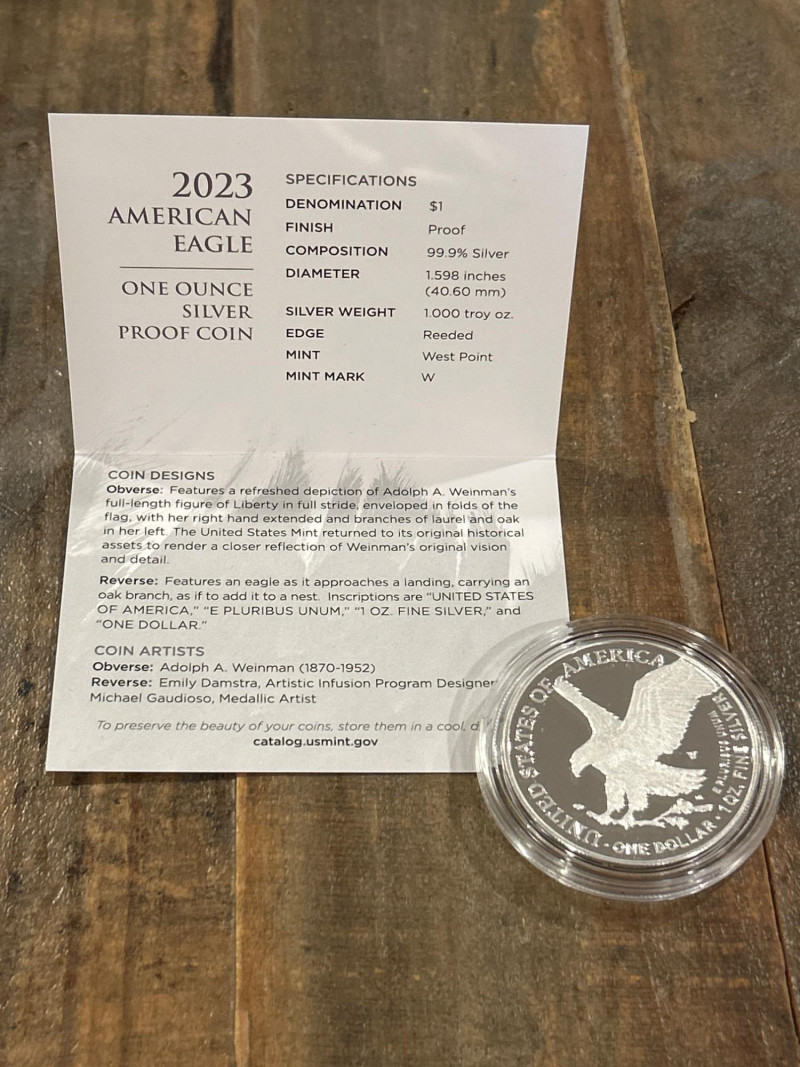 2023
AMERICAN
EAGLE
ONE OUNCE
SILVER
PROOF COIN
SPECIFICATIONS
DENOMINATION $1
FINISH Proof
COMPOSITION 99.9% Silver
DIAMETER 1.598 inches
(40.60 mm)
SILVER WEIGHT 1.000 troy oz.
EDGE Reeded
MINT West Point
MINT MARK W
COIN DESIGNS
Obverse: Features a refreshed depiction of Adolph A. Weinman's
full-length figure of Liberty in full stride, enveloped in folds of the
flag, with her right hand extended and branches of laurel and oak
in her left. The United States Mint returned to its original historical
assets to render a closer reflection of Weinman's original vision
and detail.
Reverse: Features an eagle as it approaches a landing, carrying an
oak branch, as if to add it to a nest. Inscriptions are "UNITED STATES
OF AMERICA," "E PLURIBUS UNUM," "1 OZ. FINE SILVER," and
"ONE DOLLAR."
COIN ARTISTS
Obverse: Adolph A. Weinman (1870-1952)
Reverse: Emily Damstra, Artistic Infusion Program Designer
Michael Gaudioso, Medallic Artist
To preserve the beauty of your coins, store them in a cool,
catalog.usmint.gov
UNITED STATES OF AMERICA
E PLURIBUS UNUM
1 OZ. FINE SILVER
· ONE DOLLAR ·